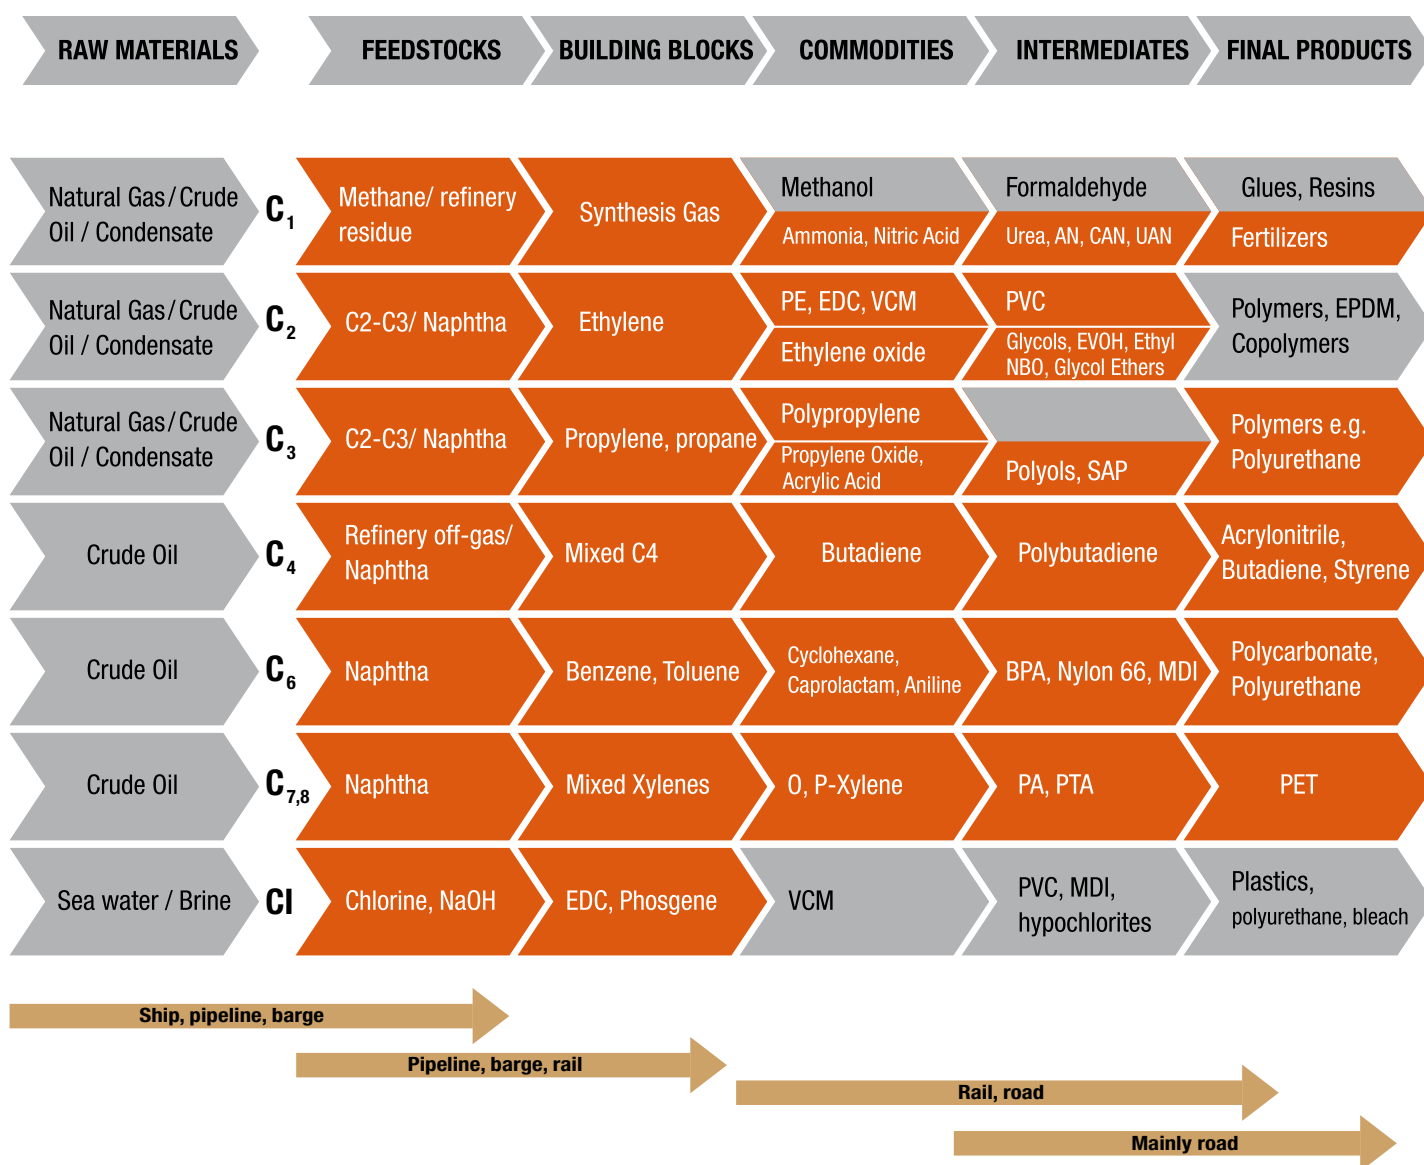 RAW MATERIALS
FEEDSTOCKS
BUILDING BLOCKS
COMMODITIES
INTERMEDIATES
FINAL PRODUCTS
Natural Gas / Crude
Oil / Condensate
C1
Methane/ refinery
residue
Synthesis Gas
Methanol
Ammonia, Nitric Acid
Formaldehyde
Urea, AN, CAN, UAN
Glues, Resins
Fertilizers
Natural Gas / Crude
Oil / Condensate
C2
C2-C3/ Naphtha
Ethylene
PE, EDC, VCM
Ethylene oxide
PVC
Glycols, EVOH, Ethyl
NBO, Glycol Ethers
Polymers, EPDM,
Copolymers
Natural Gas / Crude
Oil / Condensate
C3
C2-C3/ Naphtha
Propylene, propane
Polypropylene
Propylene Oxide,
Acrylic Acid
Polyols, SAP
Polymers e.g.
Polyurethane
Crude Oil
C4
Refinery off-gas/
Naphtha
Mixed C4
Butadiene
Polybutadiene
Acrylonitrile,
Butadiene, Styrene
Crude Oil
C6
Naphtha
Benzene, Toluene
Cyclohexane,
Caprolactam, Aniline
BPA, Nylon 66, MDI
Polycarbonate,
Polyurethane
Crude Oil
C7,8
Naphtha
Mixed Xylenes
O, P-Xylene
PA, PTA
PET
Sea water / Brine
Cl
Chlorine, NaOH
EDC, Phosgene
VCM
PVC, MDI,
hypochlorites
Plastics,
polyurethane, bleach
Ship, pipeline, barge
Pipeline, barge, rail
Rail, road
Mainly road